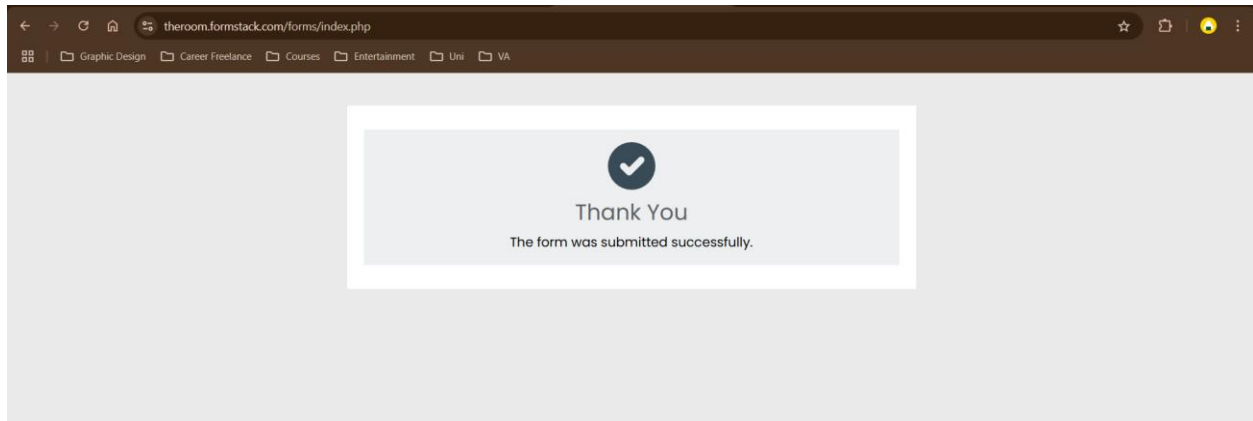 theroom.formstack.com/forms/index.php
Graphic Design Career Freelance Courses Entertainment Uni VA
Thank You
The form was submitted successfully.